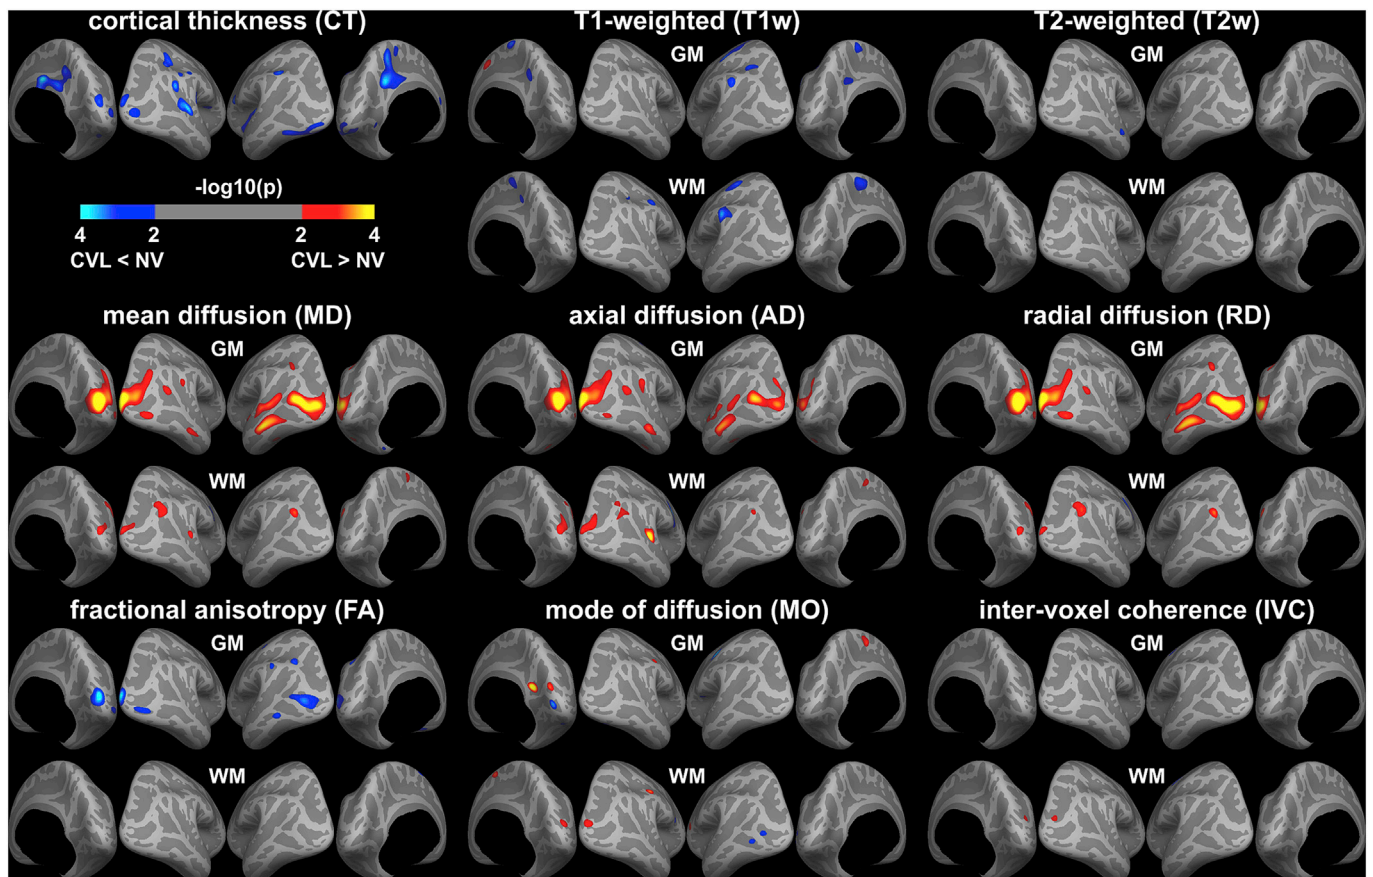 cortical thickness (CT)
T1-weighted (T1w)
T2-weighted (T2w)
GM
GM
-log10(p)
4
2
2
4
CVL < NV
CVL > NV
WM
WM
mean diffusion (MD)
axial diffusion (AD)
radial diffusion (RD)
GM
GM
GM
WM
WM
WM
fractional anisotropy (FA)
mode of diffusion (MO)
inter-voxel coherence (IVC)
GM
GM
GM
WM
WM
WM